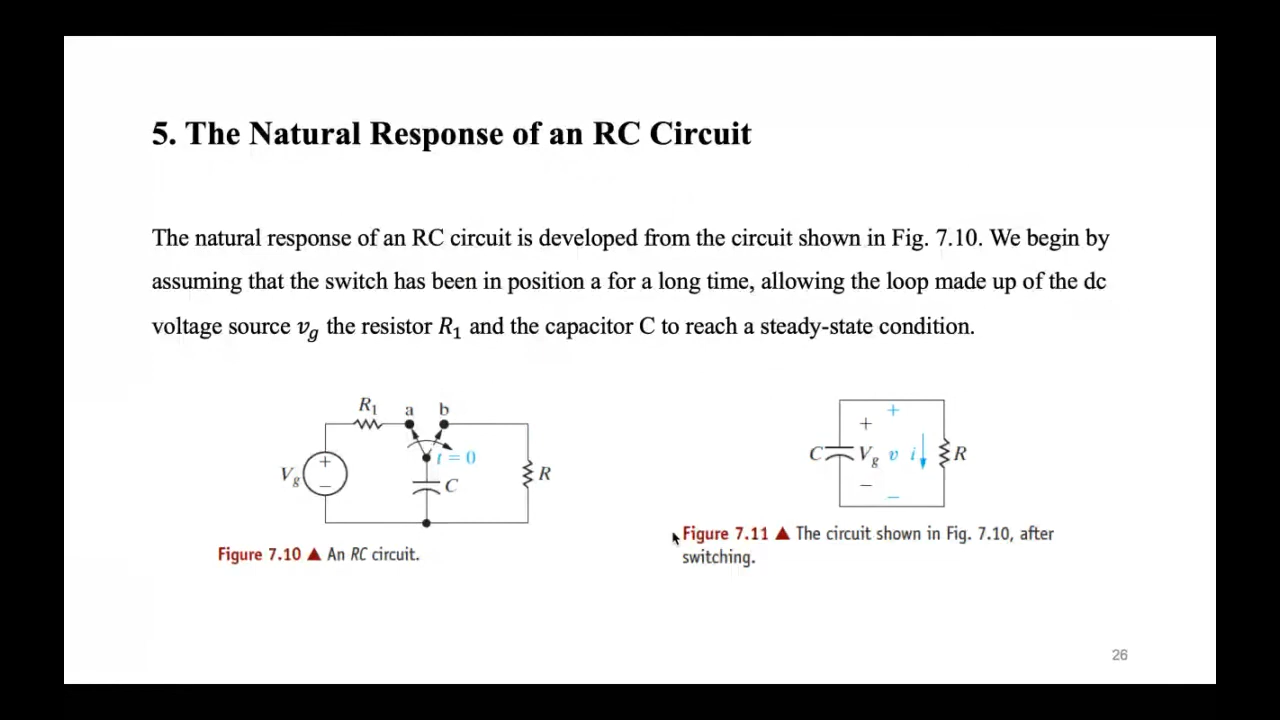 5. The Natural Response of an RC Circuit
The natural response of an RC circuit is developed from the circuit shown in Fig. 7.10. We begin by
assuming that the switch has been in position a for a long time, allowing the loop made up of the dc
voltage source v_g the resistor R₁ and the capacitor C to reach a steady-state condition.
R₁ a b
t = 0
V_g + −
C
R
Figure 7.10 ▲ An RC circuit.
+ +
C V_g v i R
− −
Figure 7.11 ▲ The circuit shown in Fig. 7.10, after
switching.
26